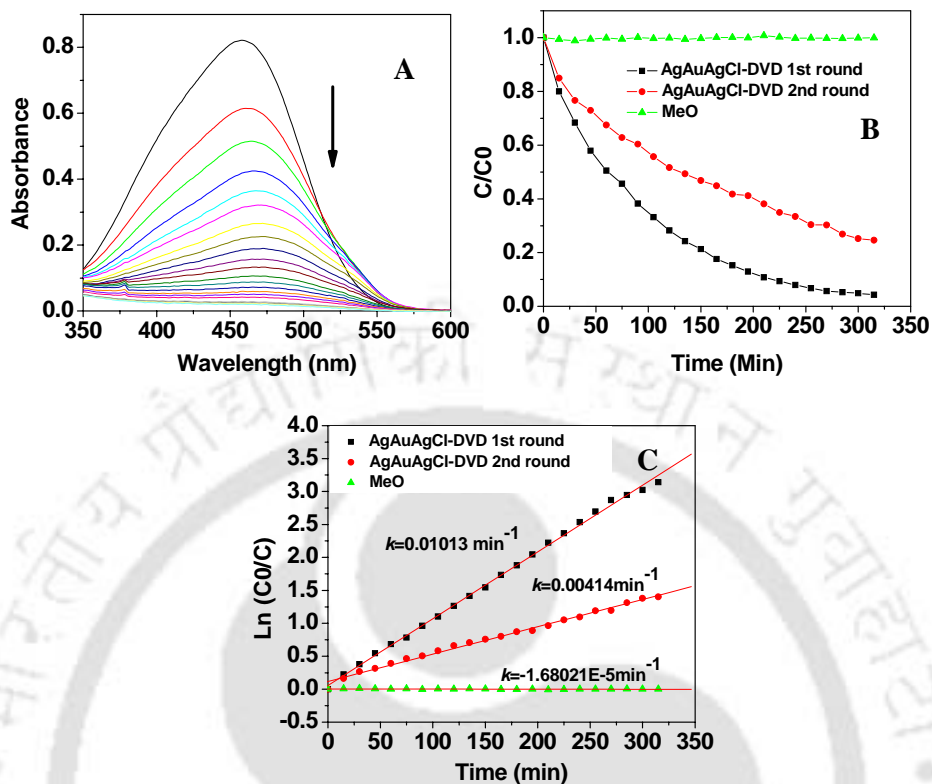 A
0.8
0.6
0.4
0.2
0.0
Absorbance
350 400 450 500 550 600
Wavelength (nm)
B
1.0
0.8
0.6
0.4
0.2
0.0
C/C0
AgAuAgCl-DVD 1st round
AgAuAgCl-DVD 2nd round
MeO
0 50 100 150 200 250 300 350
Time (Min)
C
4.0
3.5
3.0
2.5
2.0
1.5
1.0
0.5
0.0
-0.5
Ln (C0/C)
AgAuAgCl-DVD 1st round
AgAuAgCl-DVD 2nd round
MeO
k=0.01013 min⁻¹
k=0.00414min⁻¹
k=-1.68021E-5min⁻¹
0 50 100 150 200 250 300 350
Time (min)